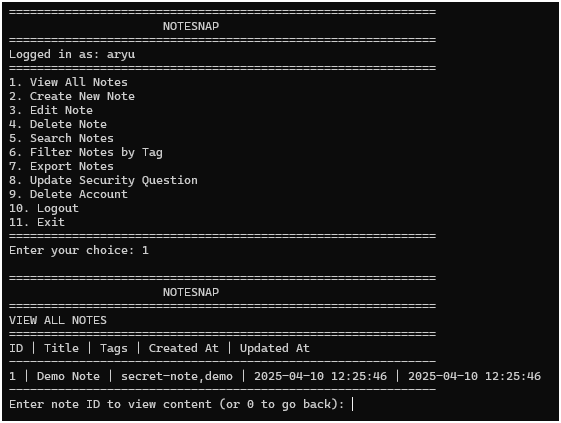 =============================================================
NOTESNAP
=============================================================
Logged in as: aryu
=============================================================
1. View All Notes
2. Create New Note
3. Edit Note
4. Delete Note
5. Search Notes
6. Filter Notes by Tag
7. Export Notes
8. Update Security Question
9. Delete Account
10. Logout
11. Exit
=============================================================
Enter your choice: 1
=============================================================
NOTESNAP
=============================================================
VIEW ALL NOTES
=============================================================
ID | Title | Tags | Created At | Updated At
-------------------------------------------------------------
1 | Demo Note | secret-note,demo | 2025-04-10 12:25:46 | 2025-04-10 12:25:46
-------------------------------------------------------------
Enter note ID to view content (or 0 to go back):